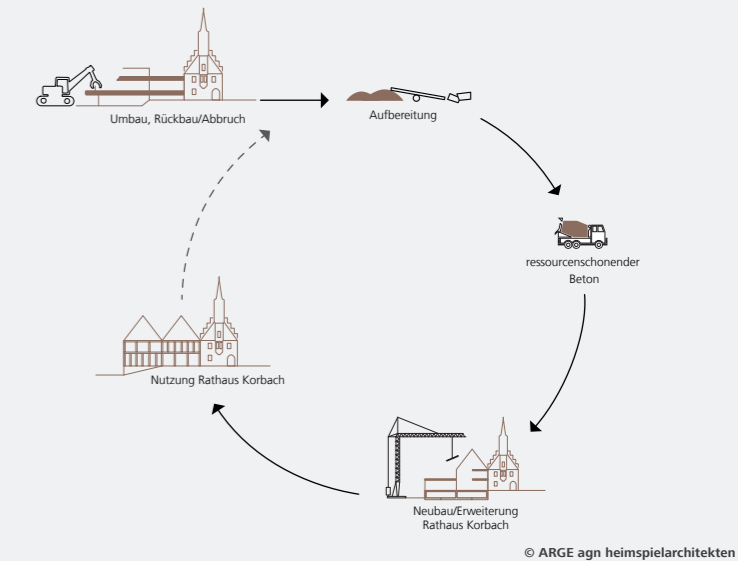 Umbau, Rückbau/Abbruch
Aufbereitung
ressourcenschonender
Beton
Neubau/Erweiterung
Rathaus Korbach
Nutzung Rathaus Korbach
© ARGE agn heimspielarchitekten